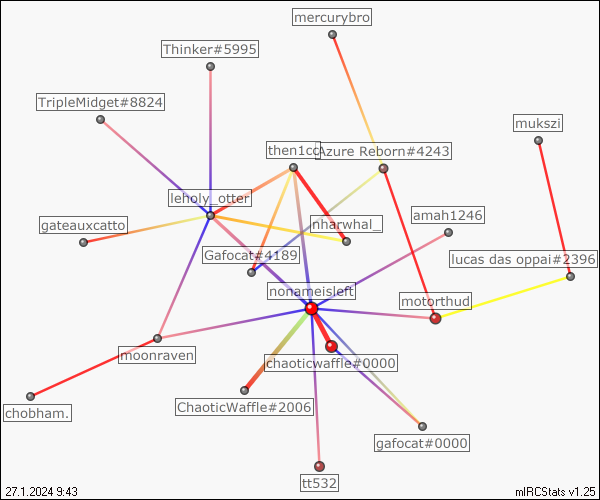 mercurybro
Thinker#5995
TripleMidget#8824
mukszi
then1cc
Azure Reborn#4243
leholy_otter
gateauxcatto
nharwhal_
amah1246
Gafocat#4189
lucas das oppai#2396
nonameisleft
motorthud
moonraven
chaoticwaffle#0000
chobham.
ChaoticWaffle#2006
gafocat#0000
tt532
27.1.2024 9:43
mIRCStats v1.25